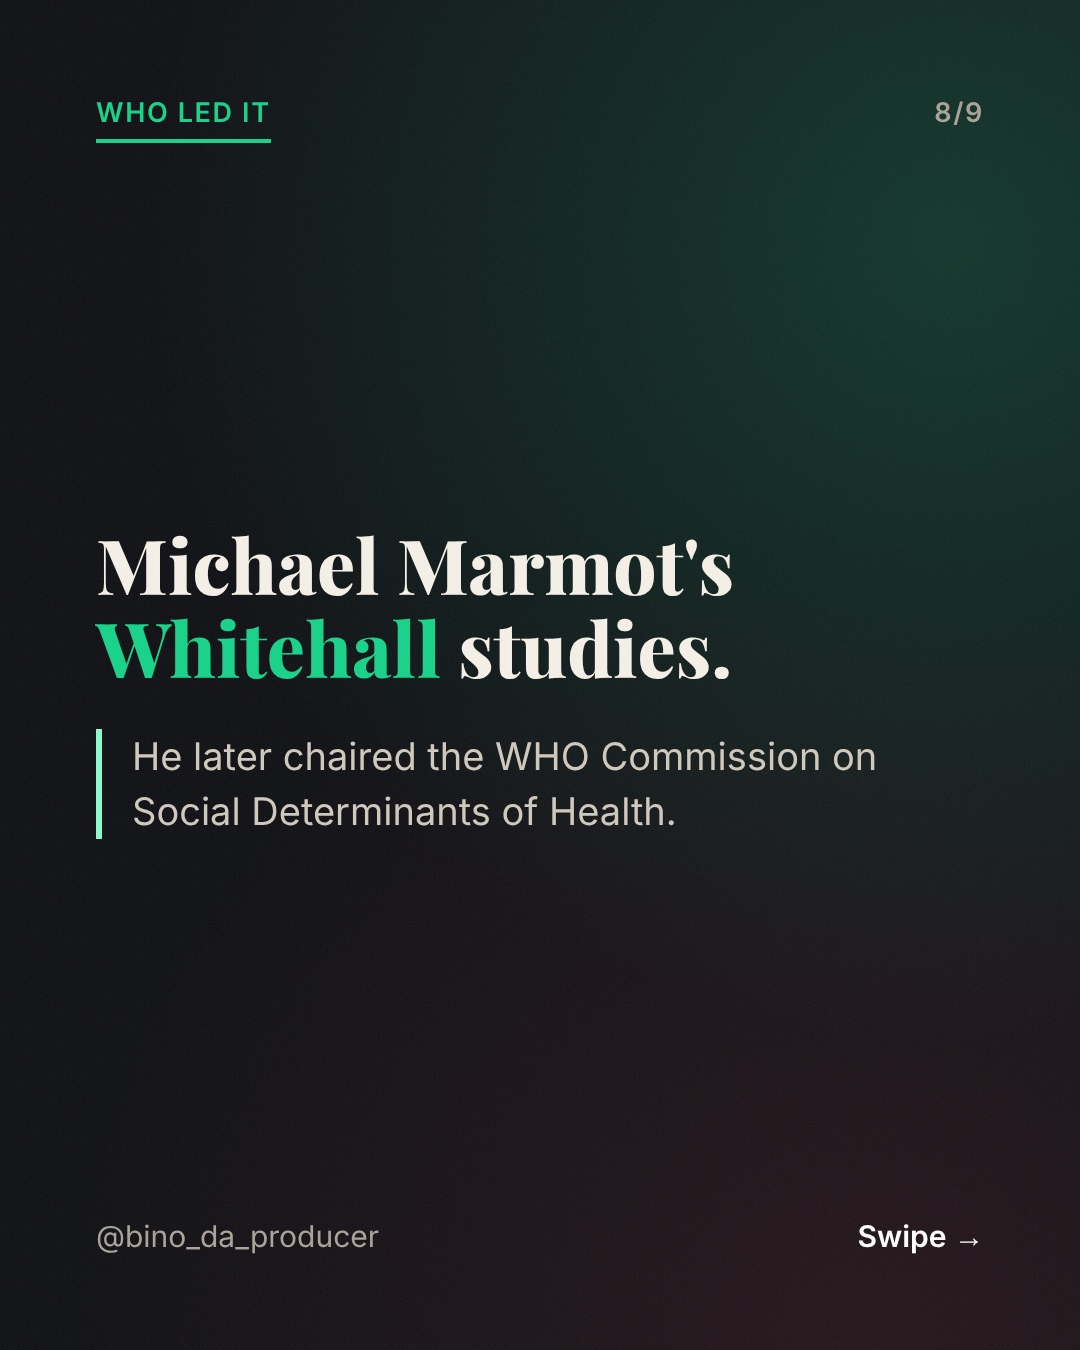 WHO LED IT
8/9
Michael Marmot's
Whitehall studies.
He later chaired the WHO Commission on
Social Determinants of Health.
@bino_da_producer
Swipe →